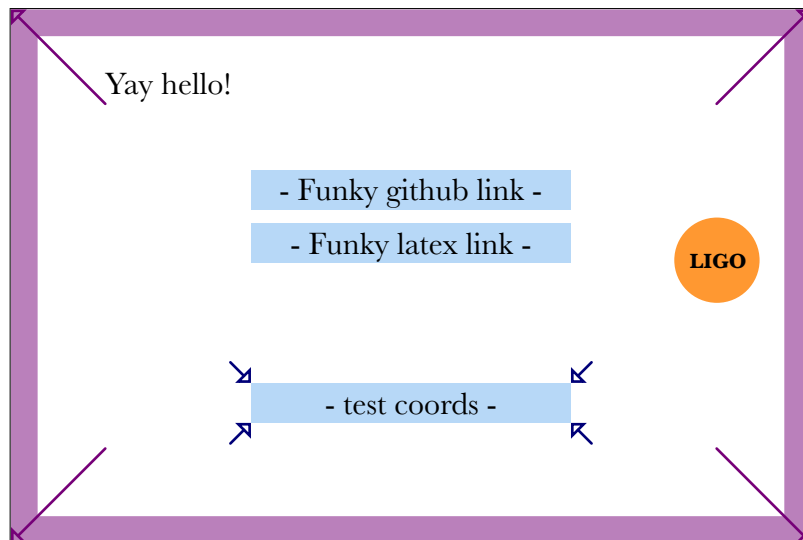 Yay hello!
- Funky github link -
- Funky latex link -
LIGO
- test coords -